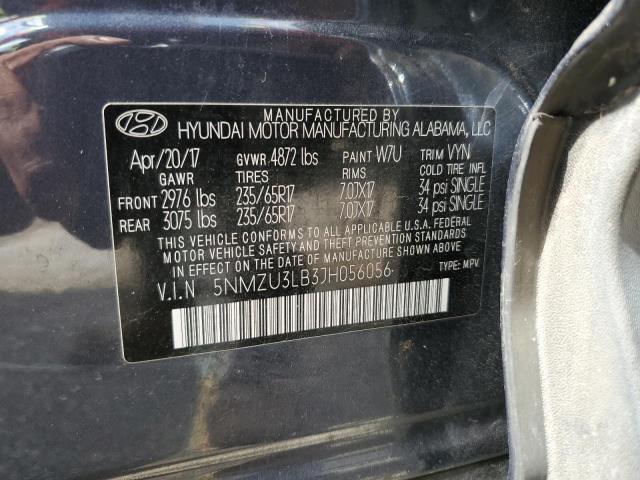 MANUFACTURED BY
HYUNDAI MOTOR MANUFACTURING ALABAMA, LLC
Apr/20/17 GVWR 4872 lbs PAINT W7U TRIM VYN
GAWR TIRES RIMS COLD TIRE INFL
FRONT 2976 lbs 235/65R17 7.0JX17 34 psi SINGLE
REAR 3075 lbs 235/65R17 7.0JX17 34 psi SINGLE
THIS VEHICLE CONFORMS TO ALL APPLICABLE U.S.A. FEDERAL
MOTOR VEHICLE SAFETY AND THEFT PREVENTION STANDARDS
IN EFFECT ON THE DATE OF MANUFACTURE SHOWN ABOVE.
V.I.N 5NMZU3LB3JH056056 TYPE: M.P.V.